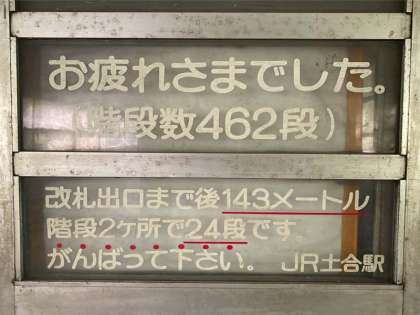 お疲れさまでした。
(階段数462段)
改札出口まで後143メートル
階段2ヶ所で24段です。
がんばって下さい。 JR土合駅